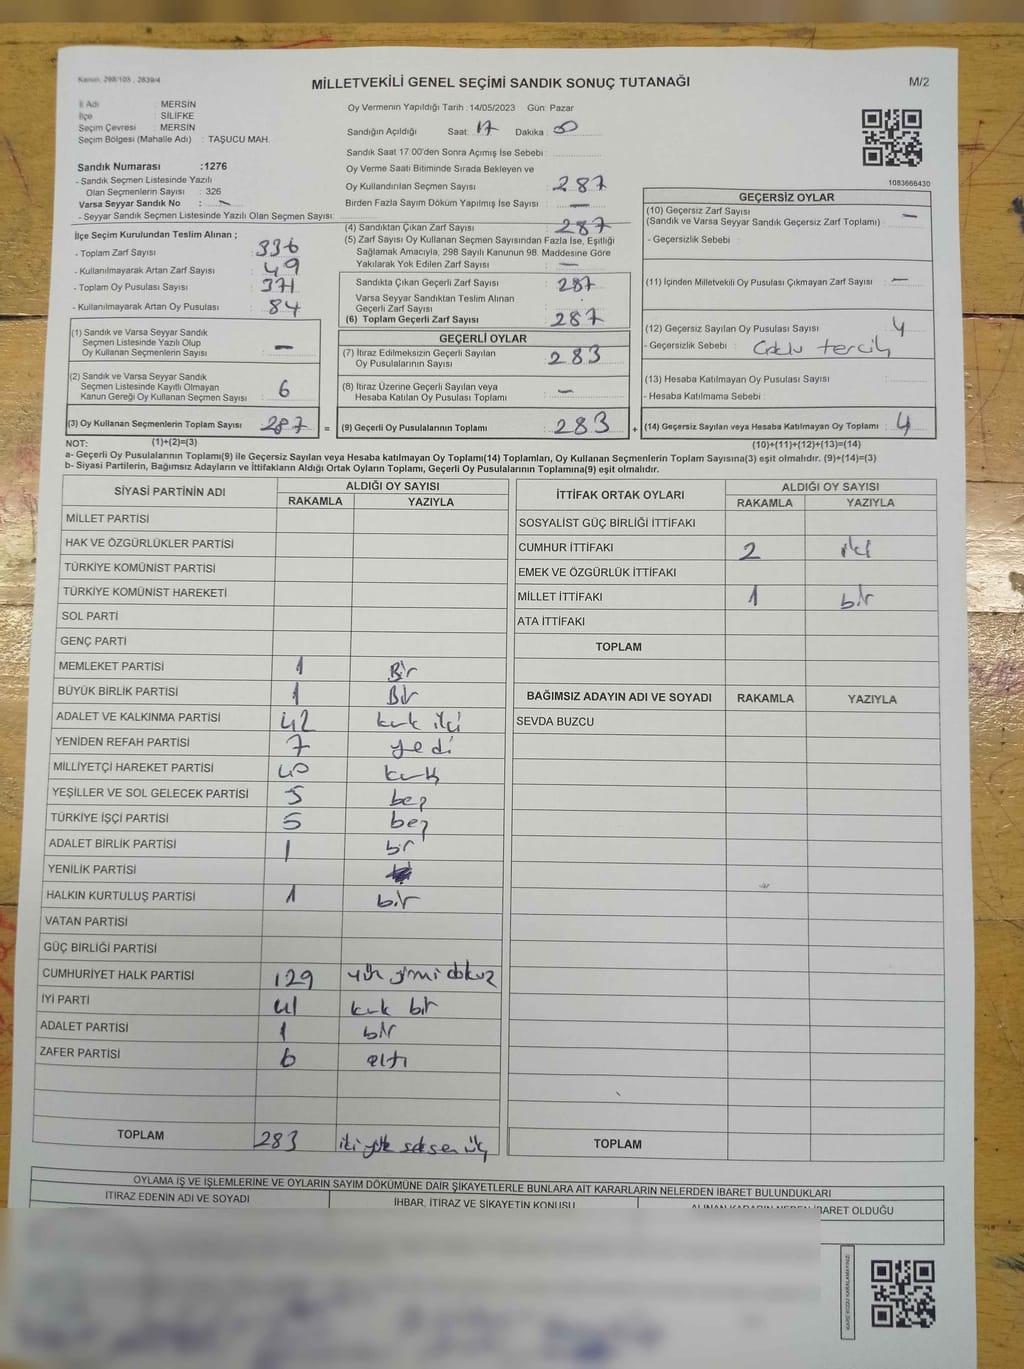 Kanun, 298/105 , 2839/4
MİLLETVEKİLİ GENEL SEÇİMİ SANDIK SONUÇ TUTANAĞI
M/2
İl Adı : MERSİN
İlçe : SİLİFKE
Seçim Çevresi : MERSİN
Seçim Bölgesi (Mahalle Adı) : TAŞUCU MAH.
Sandık Numarası :1276
- Sandık Seçmen Listesinde Yazılı
Olan Seçmenlerin Sayısı : 326
Varsa Seyyar Sandık No : -
- Seyyar Sandık Seçmen Listesinde Yazılı Olan Seçmen Sayısı:
Oy Vermenin Yapıldığı Tarih :14/05/2023 Gün: Pazar
Sandığın Açıldığı Saat: 17 Dakika : 00
Sandık Saat 17:00'den Sonra Açımış İse Sebebi :
Oy Verme Saati Bitiminde Sırada Bekleyen ve
Oy Kullandırılan Seçmen Sayısı : 287
Birden Fazla Sayım Döküm Yapılmış İse Sayısı : —
1083666430
İlçe Seçim Kurulundan Teslim Alınan ;
- Toplam Zarf Sayısı : 336
- Kullanılmayarak Artan Zarf Sayısı : 49
- Toplam Oy Pusulası Sayısı : 371
- Kullanılmayarak Artan Oy Pusulası : 84
(1) Sandık ve Varsa Seyyar Sandık
Seçmen Listesinde Yazılı Olup
Oy Kullanan Seçmenlerin Sayısı : —
(2) Sandık ve Varsa Seyyar Sandık
Seçmen Listesinde Kayıtlı Olmayan
Kanun Gereği Oy Kullanan Seçmen Sayısı : 6
(3) Oy Kullanan Seçmenlerin Toplam Sayısı : 287 =
(4) Sandıktan Çıkan Zarf Sayısı : 287
(5) Zarf Sayısı Oy Kullanan Seçmen Sayısından Fazla İse, Eşitliği
Sağlamak Amacıyla, 298 Sayılı Kanunun 98. Maddesine Göre
Yakılarak Yok Edilen Zarf Sayısı : —
Sandıkta Çıkan Geçerli Zarf Sayısı : 287
Varsa Seyyar Sandıktan Teslim Alınan
Geçerli Zarf Sayısı :
(6) Toplam Geçerli Zarf Sayısı : 287
GEÇERLİ OYLAR
(7) İtiraz Edilmeksizin Geçerli Sayılan
Oy Pusulalarının Sayısı : 283
(8) İtiraz Üzerine Geçerli Sayılan veya
Hesaba Katılan Oy Pusulası Toplamı : —
(9) Geçerli Oy Pusulalarının Toplamı : 283 +
GEÇERSİZ OYLAR
(10) Geçersiz Zarf Sayısı
(Sandık ve Varsa Seyyar Sandık Geçersiz Zarf Toplamı) : —
- Geçersizlik Sebebi :
(11) İçinden Milletvekili Oy Pusulası Çıkmayan Zarf Sayısı : —
(12) Geçersiz Sayılan Oy Pusulası Sayısı : 4
- Geçersizlik Sebebi : tercih
(13) Hesaba Katılmayan Oy Pusulası Sayısı :
- Hesaba Katılmama Sebebi :
(14) Geçersiz Sayılan veya Hesaba Katılmayan Oy Toplamı : 4
NOT: (1)+(2)=(3)
(10)+(11)+(12)+(13)=(14)
a- Geçerli Oy Pusulalarının Toplamı(9) ile Geçersiz Sayılan veya Hesaba katılmayan Oy Toplamı(14) Toplamları, Oy Kullanan Seçmenlerin Toplam Sayısına(3) eşit olmalıdır. (9)+(14)=(3)
b- Siyasi Partilerin, Bağımsız Adayların ve İttifakların Aldığı Ortak Oyların Toplamı, Geçerli Oy Pusulalarının Toplamına(9) eşit olmalıdır.
SİYASİ PARTİNİN ADI
ALDIĞI OY SAYISI
RAKAMLA YAZIYLA
MİLLET PARTİSİ
HAK VE ÖZGÜRLÜKLER PARTİSİ
TÜRKİYE KOMÜNİST PARTİSİ
TÜRKİYE KOMÜNİST HAREKETİ
SOL PARTİ
GENÇ PARTİ
MEMLEKET PARTİSİ 1 Bir
BÜYÜK BİRLİK PARTİSİ 1 Bir
ADALET VE KALKINMA PARTİSİ 42 kırk iki
YENİDEN REFAH PARTİSİ 7 yedi
MİLLİYETÇİ HAREKET PARTİSİ 40 kırk
YEŞİLLER VE SOL GELECEK PARTİSİ 5 beş
TÜRKİYE İŞÇİ PARTİSİ 5 beş
ADALET BİRLİK PARTİSİ 1 bir
YENİLİK PARTİSİ
HALKIN KURTULUŞ PARTİSİ 1 bir
VATAN PARTİSİ
GÜÇ BİRLİĞİ PARTİSİ
CUMHURİYET HALK PARTİSİ 129 yüz yirmi dokuz
İYİ PARTİ 41 kırk bir
ADALET PARTİSİ 1 bir
ZAFER PARTİSİ 6 altı
TOPLAM 283 iki yüz seksen üç
İTTİFAK ORTAK OYLARI
ALDIĞI OY SAYISI
RAKAMLA YAZIYLA
SOSYALİST GÜÇ BİRLİĞİ İTTİFAKI
CUMHUR İTTİFAKI 2 iki
EMEK VE ÖZGÜRLÜK İTTİFAKI
MİLLET İTTİFAKI 1 bir
ATA İTTİFAKI
TOPLAM
BAĞIMSIZ ADAYIN ADI VE SOYADI RAKAMLA YAZIYLA
SEVDA BUZCU
TOPLAM
OYLAMA İŞ VE İŞLEMLERİNE VE OYLARIN SAYIM DÖKÜMÜNE DAİR ŞİKAYETLERLE BUNLARA AİT KARARLARIN NELERDEN İBARET BULUNDUKLARI
İTİRAZ EDENİN ADI VE SOYADI
İHBAR, İTİRAZ VE ŞİKAYETİN KONUSU
ALINAN KARARIN NEDEN İBARET OLDUĞU
KARE KODU KARALAMAYINIZ